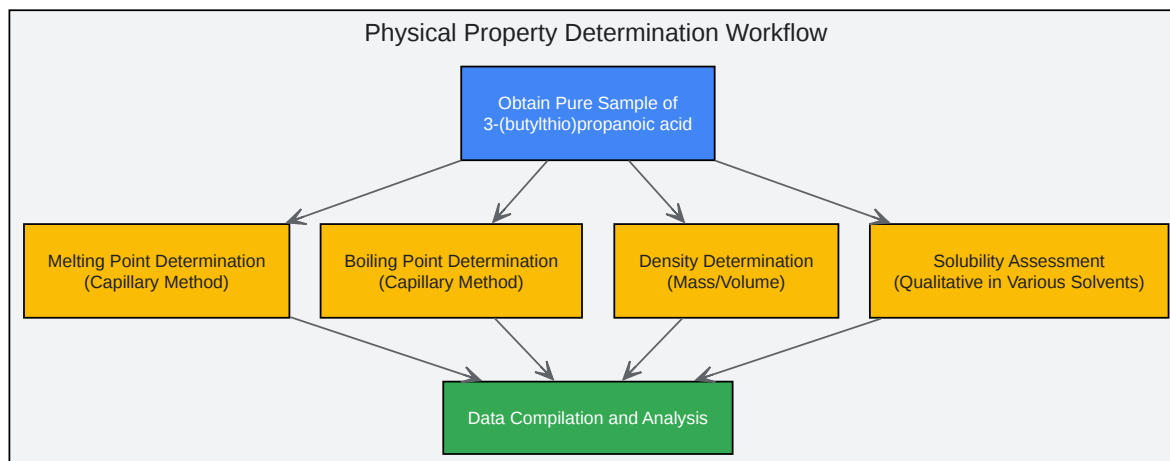 Physical Property Determination Workflow
Obtain Pure Sample of
3-(butylthio)propanoic acid
Melting Point Determination
(Capillary Method)
Boiling Point Determination
(Capillary Method)
Density Determination
(Mass/Volume)
Solubility Assessment
(Qualitative in Various Solvents)
Data Compilation and Analysis